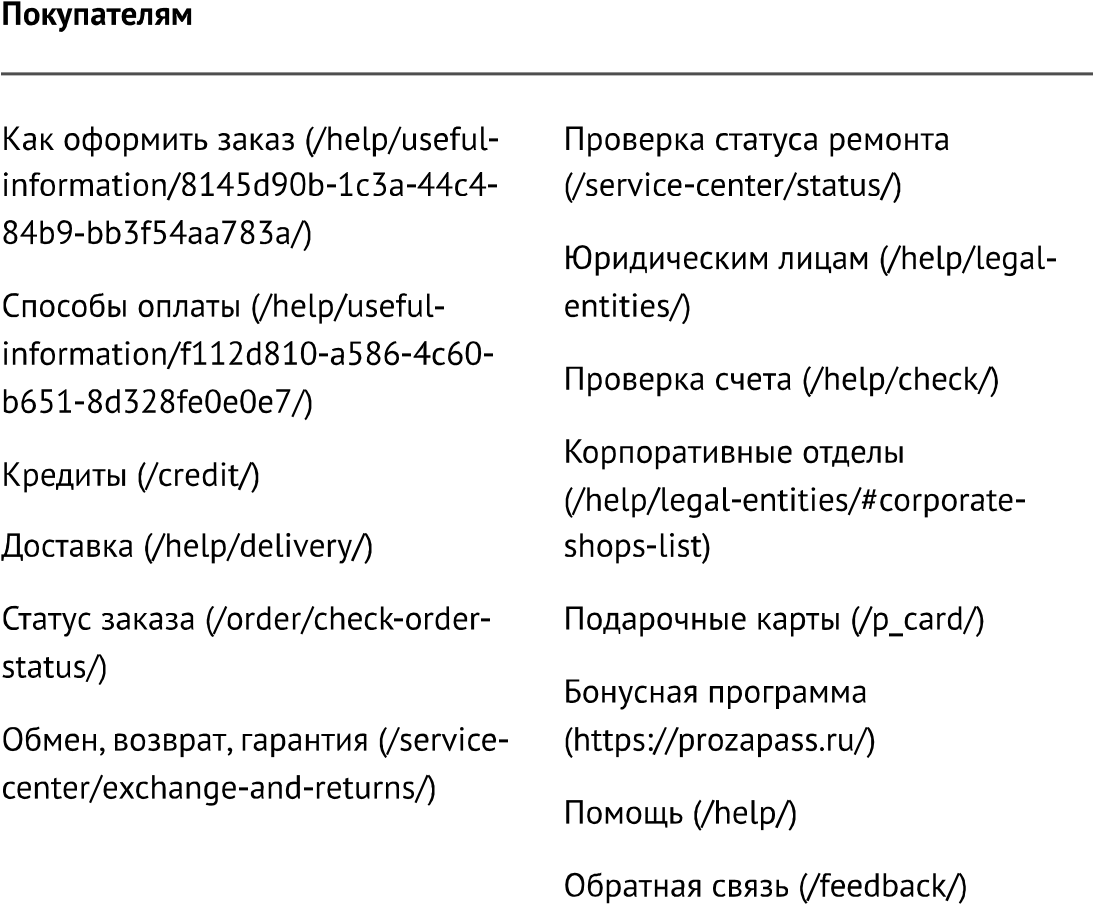 Покупателям
Как оформить заказ (/help/useful-
information/8145d90b-1c3a-44c4-
84b9-bb3f54aa783a/)
Способы оплаты (/help/useful-
information/f112d810-a586-4c60-
b651-8d328fe0e0e7/)
Кредиты (/credit/)
Доставка (/help/delivery/)
Статус заказа (/order/check-order-
status/)
Обмен, возврат, гарантия (/service-
center/exchange-and-returns/)
Проверка статуса ремонта
(/service-center/status/)
Юридическим лицам (/help/legal-
entities/)
Проверка счета (/help/check/)
Корпоративные отделы
(/help/legal-entities/#corporate-
shops-list)
Подарочные карты (/p_card/)
Бонусная программа
(https://prozapass.ru/)
Помощь (/help/)
Обратная связь (/feedback/)